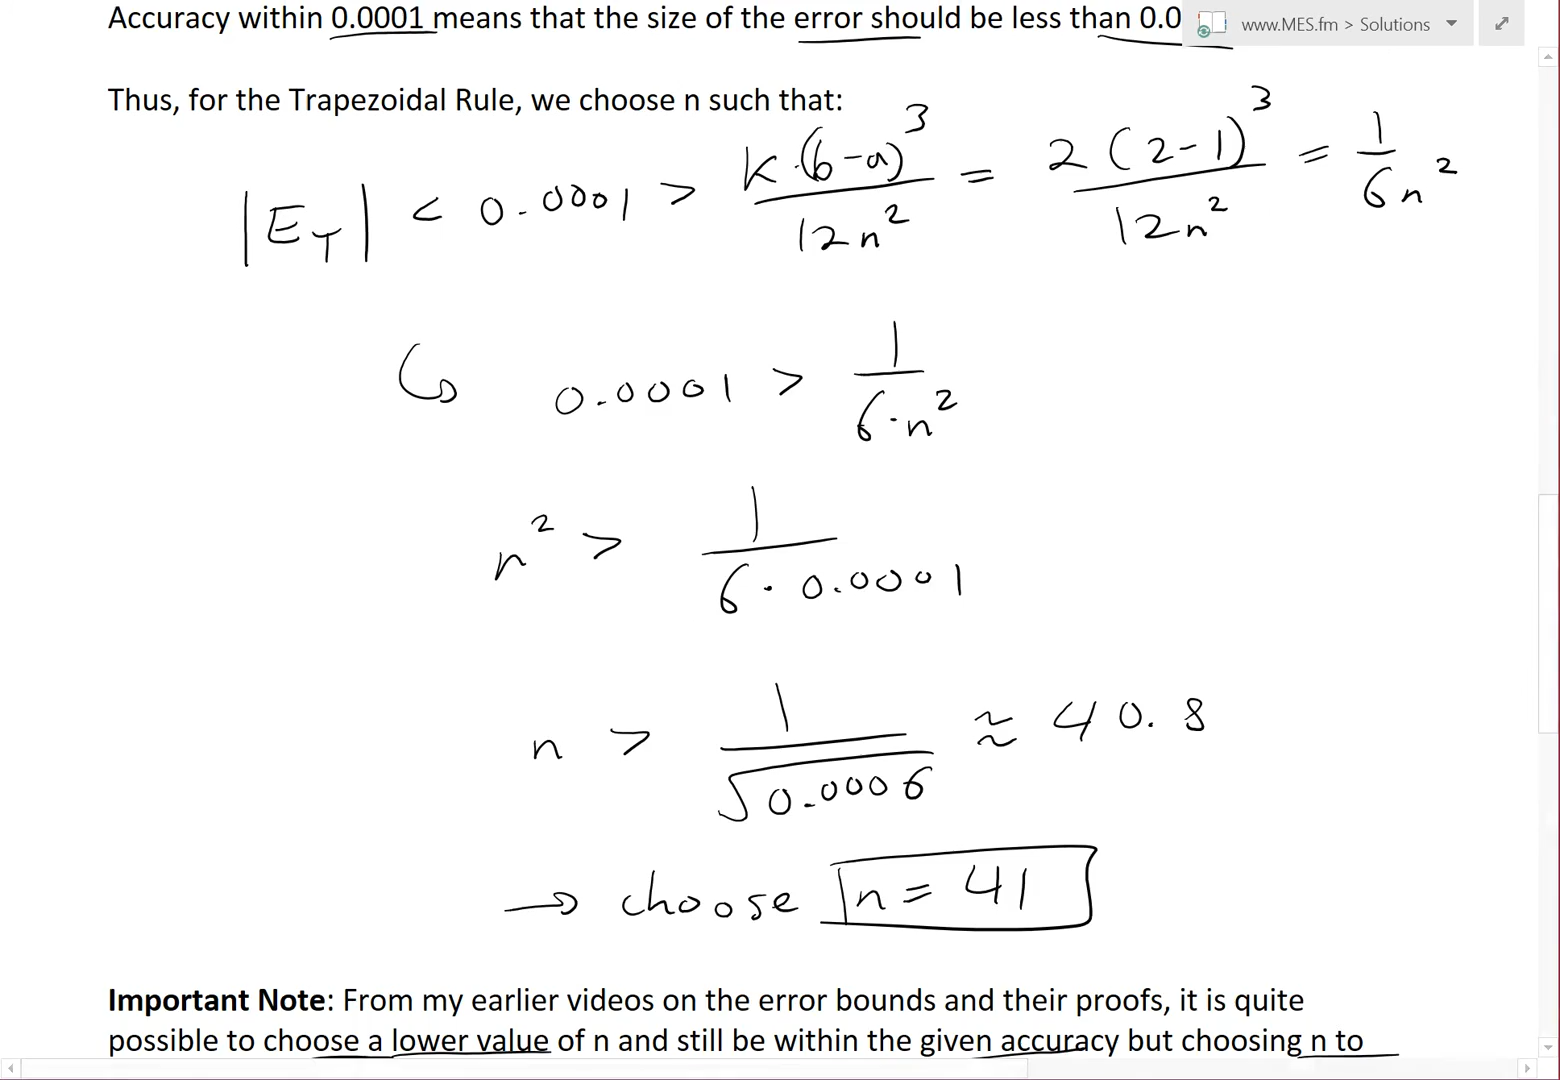 Accuracy within 0.0001 means that the size of the error should be less than 0.0
www.MES.fm > Solutions
Thus, for the Trapezoidal Rule, we choose n such that:
|E_T| < 0.0001 > K·(b-a)^3 / 12n^2 = 2(2-1)^3 / 12n^2 = 1 / 6n^2
0.0001 > 1 / 6·n^2
n^2 > 1 / 6·0.0001
n > 1 / √0.0006 ≈ 40.8
→ choose n = 41
Important Note: From my earlier videos on the error bounds and their proofs, it is quite
possible to choose a lower value of n and still be within the given accuracy but choosing n to